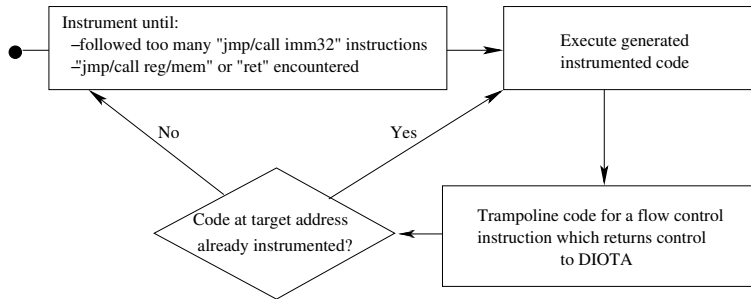 Instrument until:
–followed too many "jmp/call imm32" instructions
–"jmp/call reg/mem" or "ret" encountered
Execute generated
instrumented code
No
Yes
Code at target address
already instrumented?
Trampoline code for a flow control
instruction which returns control
to DIOTA